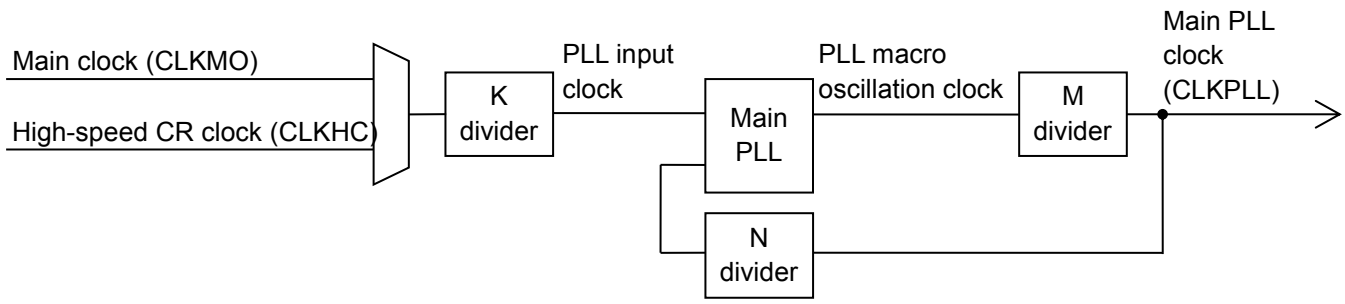 Main clock (CLKMO)
High-speed CR clock (CLKHC)
K
divider
PLL input
clock
Main
PLL
PLL macro
oscillation clock
M
divider
Main PLL
clock
(CLKPLL)
N
divider